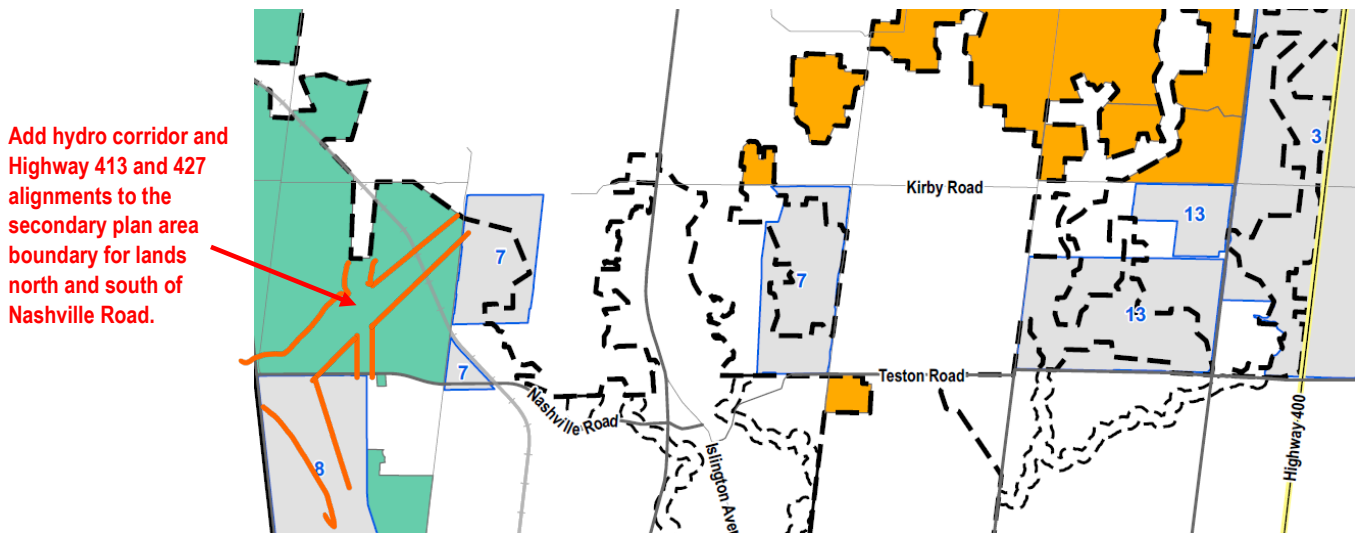 Add hydro corridor and
Highway 413 and 427
alignments to the
secondary plan area
boundary for lands
north and south of
Nashville Road.
3
Kirby Road
13
7
7
13
7
Teston Road
Nashville Road
8
Islington Aven
Highway 400